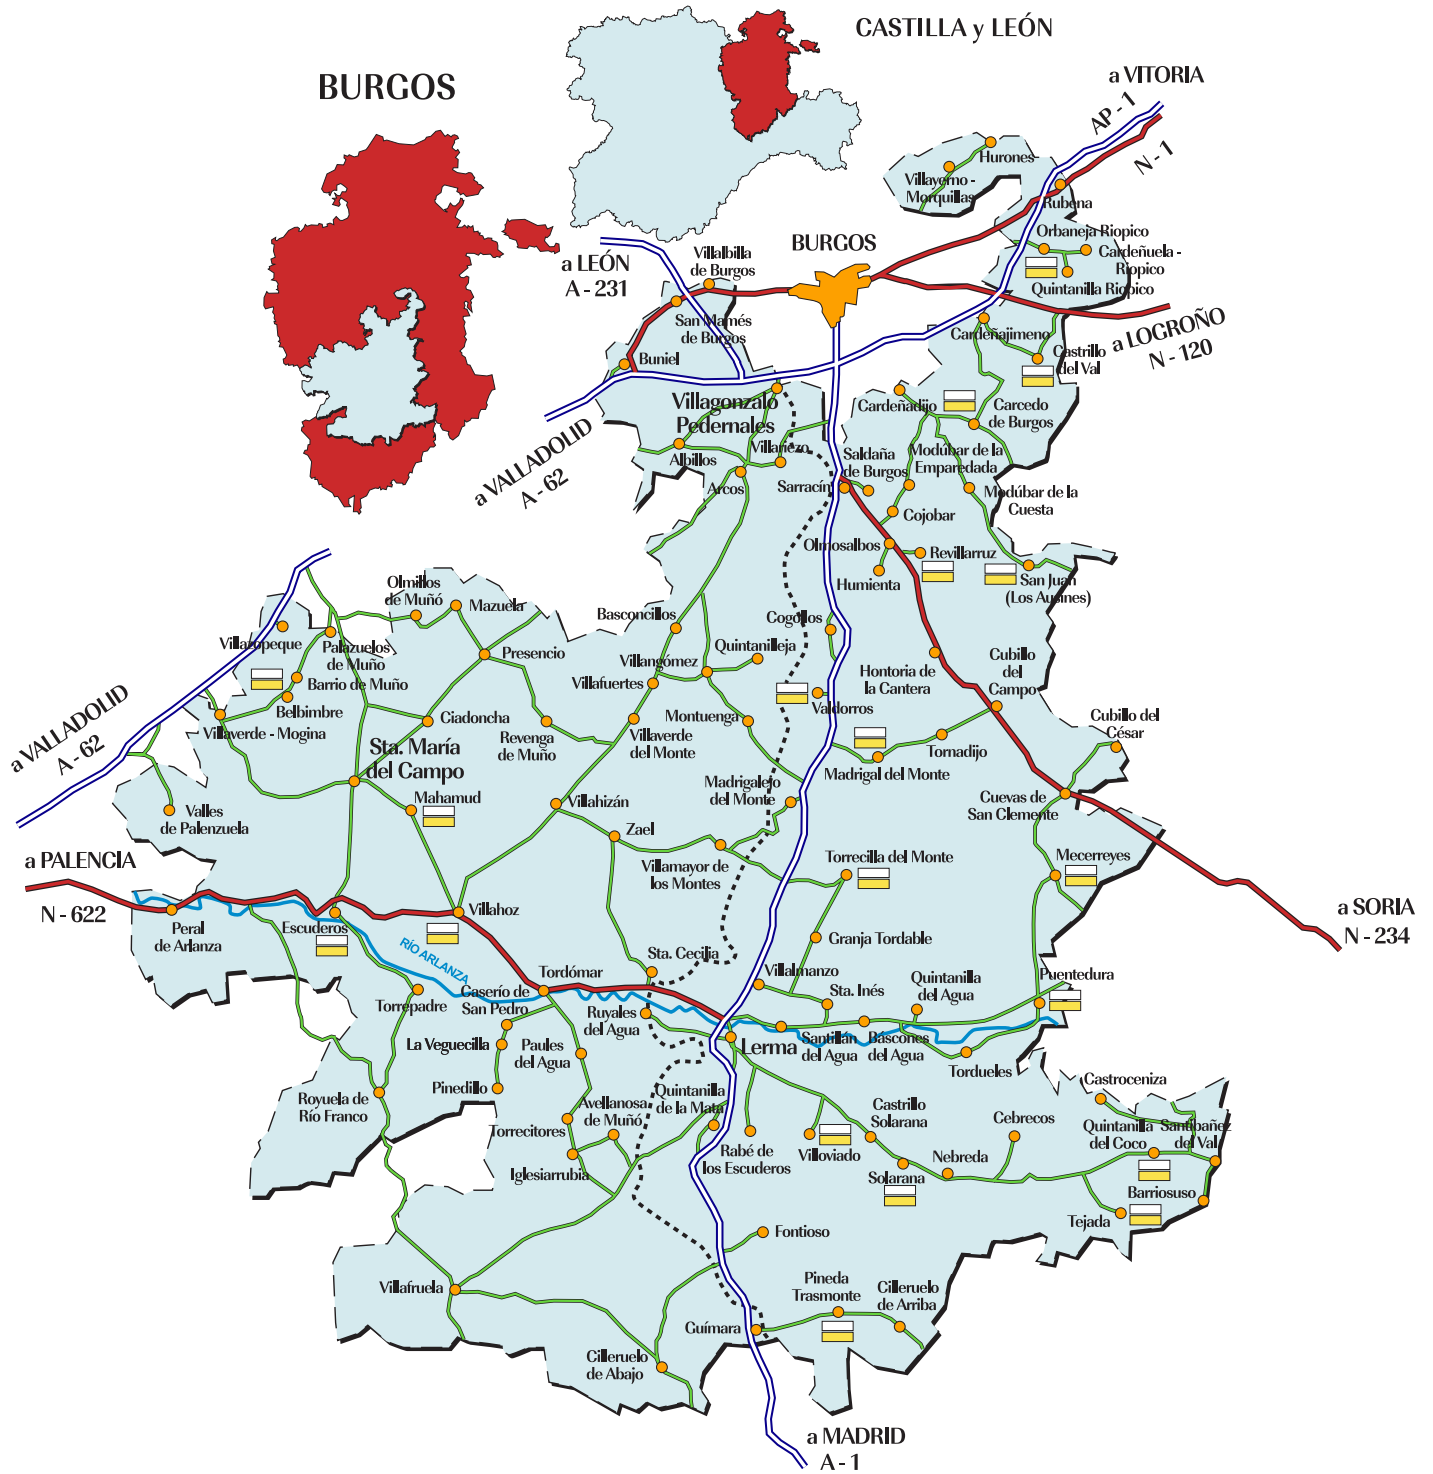 CASTILLA y LEÓN
BURGOS
a VITORIA
AP - 1
N - 1
Hurones
Villayerno -
Morquillas
Rubena
Orbaneja Riopico
Cardeñuela -
Riopico
Quintanilla Riopico
BURGOS
Villalbilla
de Burgos
a LEÓN
A - 231
San Mamés
de Burgos
Buniel
Cardeñajimeno
Castrillo
del Val
a LOGROÑO
N - 120
Villagonzalo
Pedernales
Cardeñadijo
Carcedo
de Burgos
a VALLADOLID
A - 62
Albillos
Villariezo
Arcos
Saldaña
de Burgos
Sarracín
Modúbar de la
Emparedada
Modúbar de la
Cuesta
Cojobar
Olmosalbos
Revillarruz
Humienta
San Juan
(Los Ausines)
Olmillos
de Muñó
Mazuela
Basconcillos
Cogollos
Villazopeque
Palazuelos
de Muño
Presencio
Villangómez
Quintanilleja
Hontoria de
la Cantera
Cubillo
del
Campo
Barrio de Muño
Belbimbre
Villafuertes
Valdorros
Villaverde - Mogina
Ciadoncha
Revenga
de Muño
Villaverde
del Monte
Montuenga
Tornadijo
Cubillo del
César
a VALLADOLID
A - 62
Sta. María
del Campo
Madrigal del Monte
Madrigalejo
del Monte
Cuevas de
San Clemente
Valles
de Palenzuela
Mahamud
Villahizán
Zael
Villamayor de
los Montes
Torrecilla del Monte
Mecerreyes
a PALENCIA
N - 622
Peral
de Arlanza
Escuderos
Villahoz
RÍO ARLANZA
Granja Tordable
a SORIA
N - 234
Sta. Cecilia
Villalmanzo
Quintanilla
del Agua
Puentedura
Torrepadre
Caserío de
San Pedro
Tordómar
Ruyales
del Agua
Sta. Inés
La Veguecilla
Paules
del Agua
Lerma
Santillán
del Agua
Báscones
del Agua
Tordueles
Pinedillo
Royuela de
Río Franco
Avellanosa
de Muñó
Quintanilla
de la Mata
Castroceniza
Torrecitores
Castrillo
Solarana
Cebrecos
Quintanilla
del Coco
Santibañez
del Val
Iglesiarrubia
Rabé de
los Escuderos
Villoviado
Solarana
Nebreda
Barriosuso
Tejada
Fontioso
Villafruela
Pineda
Trasmonte
Cilleruelo
de Arriba
Guímara
Cilleruelo
de Abajo
a MADRID
A - 1